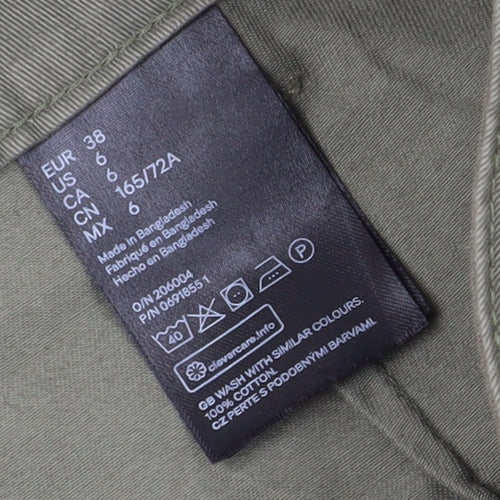 EUR 38
US 6
CA 6
CN 165/72A
MX 6
Made in Bangladesh
Fabriqué en Bangladesh
Hecho en Bangladesh
O/N 206004
P/N 0691855 1
40
clevercare.info
GB WASH WITH SIMILAR COLOURS.
100% COTTON.
CZ PERTE S PODOBNÝMI BARVAMI.